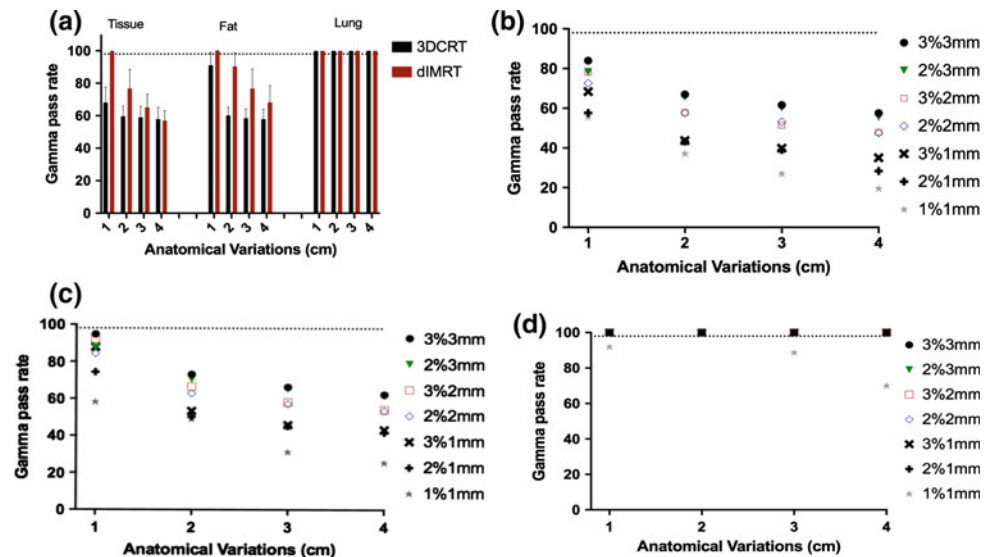 (a)
Tissue Fat Lung
3DCRT
dIMRT
100
80
60
40
20
0
Gamma pass rate
1 2 3 4 1 2 3 4 1 2 3 4
Anatomical Variations (cm)
(b)
100
80
60
40
20
0
Gamma pass rate
1 2 3 4
Anatomical Variations (cm)
3%3mm
2%3mm
3%2mm
2%2mm
3%1mm
2%1mm
1%1mm
(c)
100
80
60
40
20
0
Gamma pass rate
1 2 3 4
Anatomical Variations (cm)
3%3mm
2%3mm
3%2mm
2%2mm
3%1mm
2%1mm
1%1mm
(d)
100
80
60
40
20
0
Gamma pass rate
1 2 3 4
Anatomical Variations (cm)
3%3mm
2%3mm
3%2mm
2%2mm
3%1mm
2%1mm
1%1mm